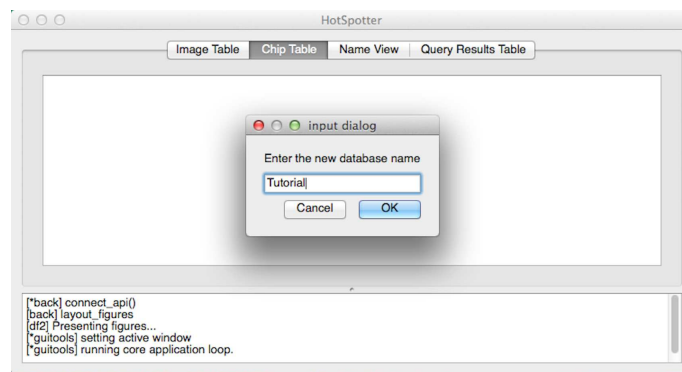 HotSpotter
Image Table Chip Table Name View Query Results Table
input dialog
Enter the new database name
Tutorial
Cancel OK
[*back] connect_api()
[back] layout_figures
[df2] Presenting figures...
[*guitools] setting active window
[*guitools] running core application loop.